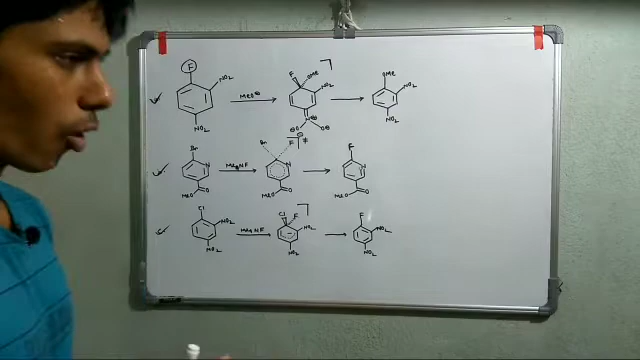 F NO₂ NO₂ MeO⊖ F OMe NO₂ N⊕ ⊖O O⊖ OMe NO₂ NO₂
Br N MeO O Me₄NF Br F ⊖ ‡ N MeO O F N MeO O
Cl NO₂ NO₂ Me₄NF Cl F NO₂ NO₂ F NO₂ NO₂